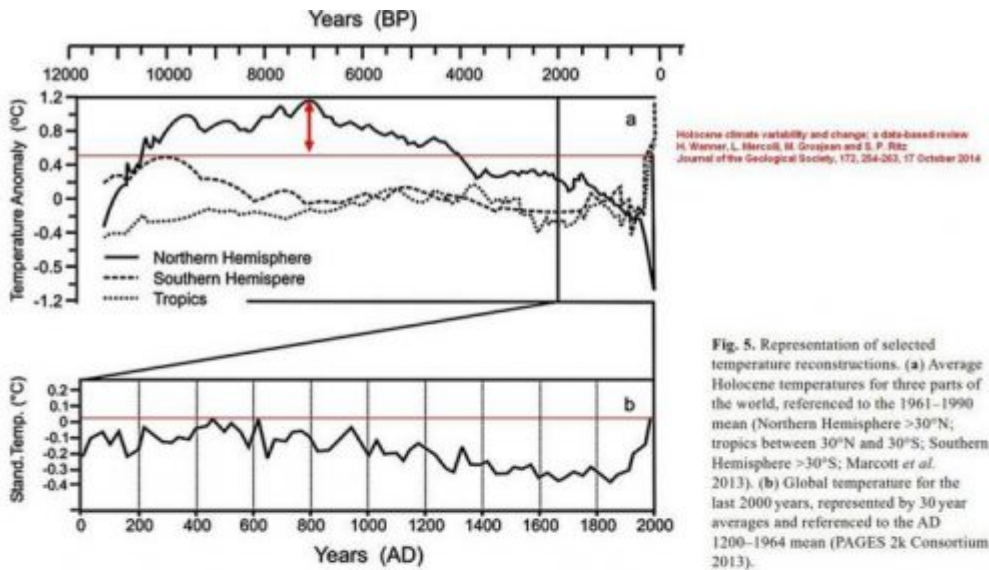 Years (BP)
12000 10000 8000 6000 4000 2000 0
Temperature Anomaly (°C)
1.2
0.8
0.4
0
-0.4
-0.5
-1.2
a
Northern Hemisphere
Southern Hemispere
Tropics
Holocene climate variability and change; a data-based review
H. Wanner, L. Mercolli, M. Grosjean and S. P. Ritz
Journal of the Geological Society, 172, 254-263, 17 October 2014
Stand.Temp. (°C)
0.2
0.1
0
-0.1
-0.2
-0.3
-0.4
b
0 200 400 600 800 1000 1200 1400 1600 1800 2000
Years (AD)
Fig. 5. Representation of selected
temperature reconstructions. (a) Average
Holocene temperatures for three parts of
the world, referenced to the 1961–1990
mean (Northern Hemisphere >30°N;
tropics between 30°N and 30°S; Southern
Hemisphere >30°S; Marcott et al.
2013). (b) Global temperature for the
last 2000 years, represented by 30 year
averages and referenced to the AD
1200–1964 mean (PAGES 2k Consortium
2013).